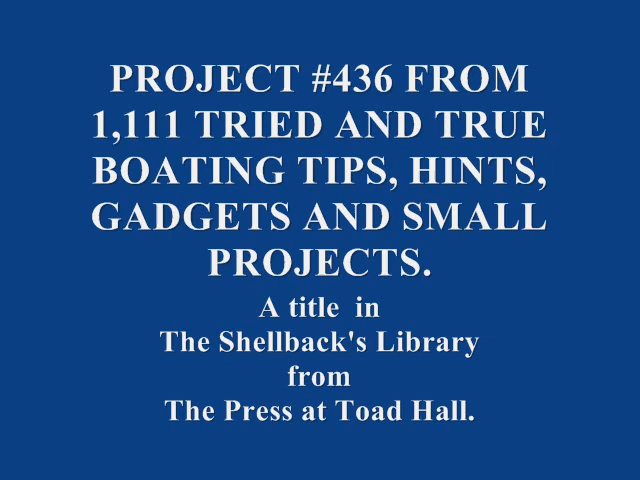 PROJECT #436 FROM
1,111 TRIED AND TRUE
BOATING TIPS, HINTS,
GADGETS AND SMALL
PROJECTS.
A title in
The Shellback's Library
from
The Press at Toad Hall.